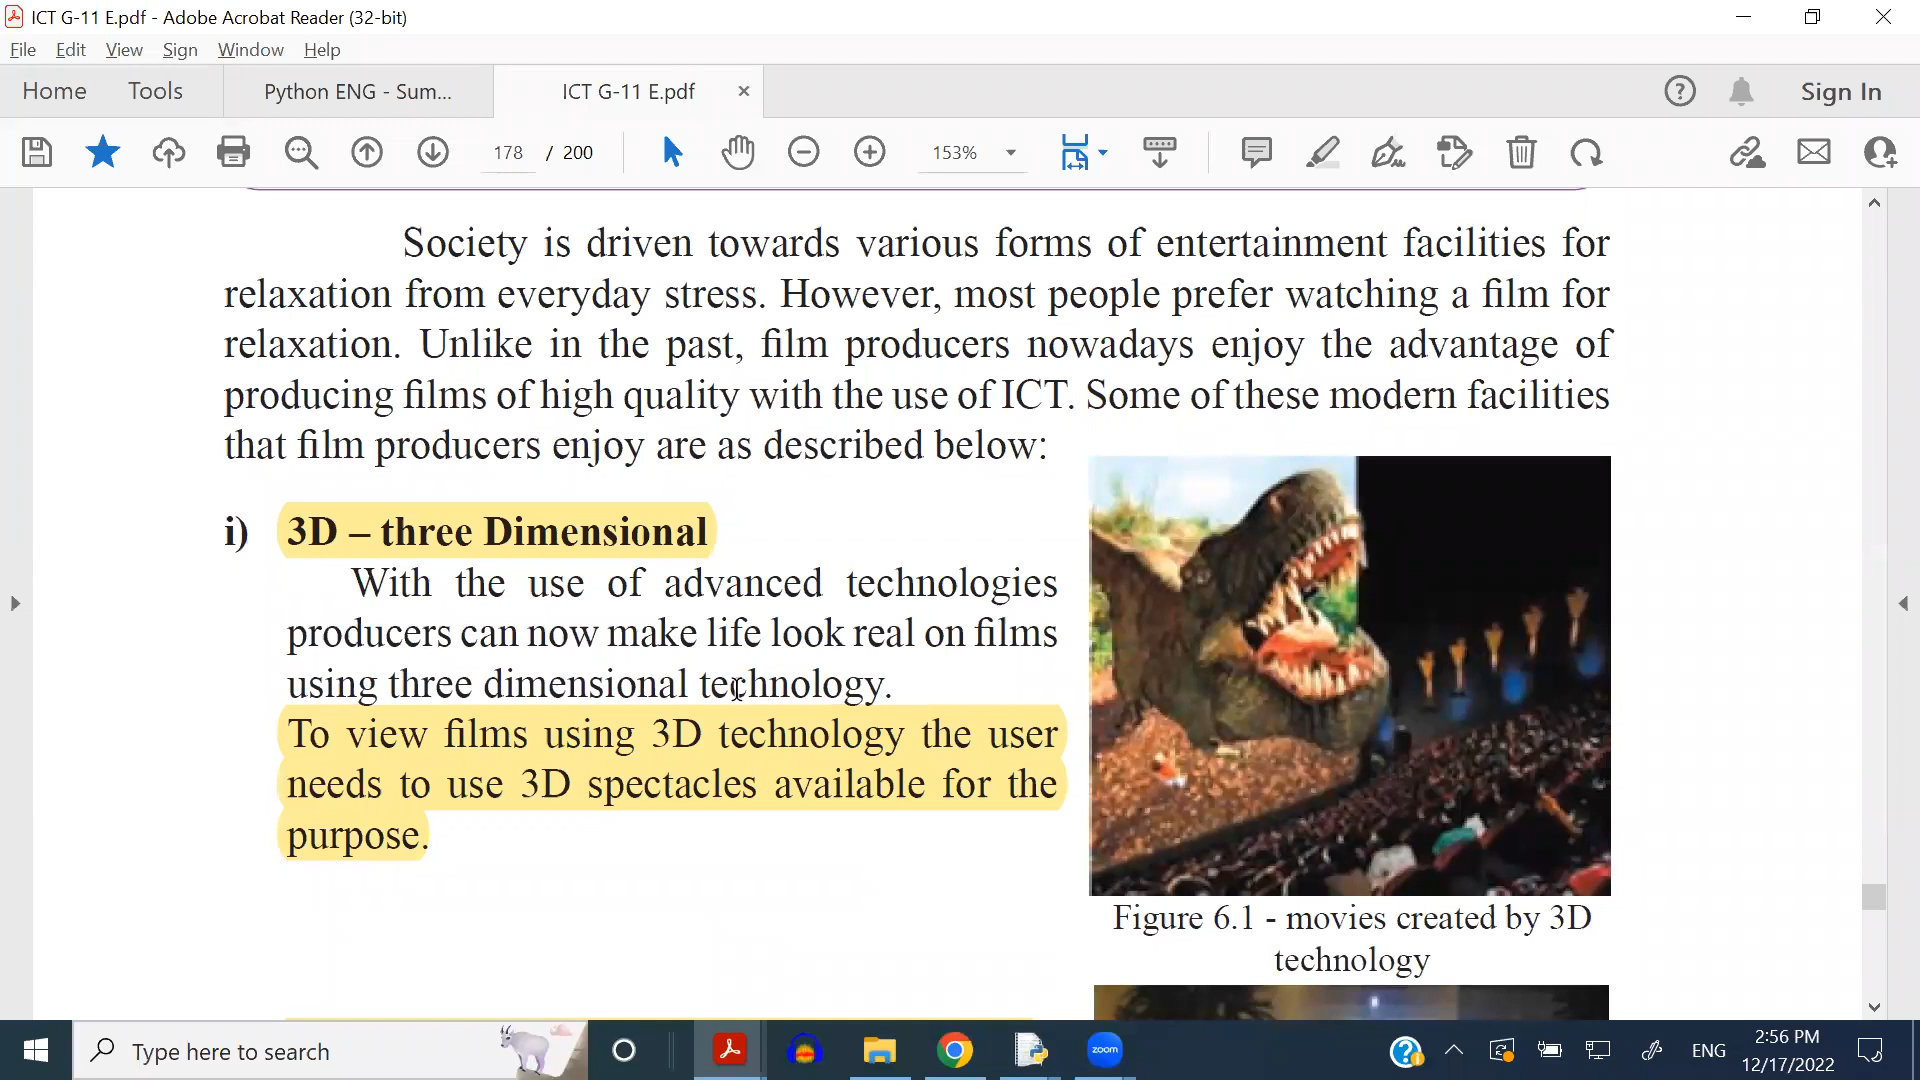 ICT G-11 E.pdf - Adobe Acrobat Reader (32-bit)
File Edit View Sign Window Help
Home Tools Python ENG - Sum... ICT G-11 E.pdf × Sign In
178 / 200 153%
Society is driven towards various forms of entertainment facilities for
relaxation from everyday stress. However, most people prefer watching a film for
relaxation. Unlike in the past, film producers nowadays enjoy the advantage of
producing films of high quality with the use of ICT. Some of these modern facilities
that film producers enjoy are as described below:
i) 3D – three Dimensional
With the use of advanced technologies
producers can now make life look real on films
using three dimensional technology.
To view films using 3D technology the user
needs to use 3D spectacles available for the
purpose.
Figure 6.1 - movies created by 3D
technology
Type here to search
zoom
ENG
2:56 PM
12/17/2022